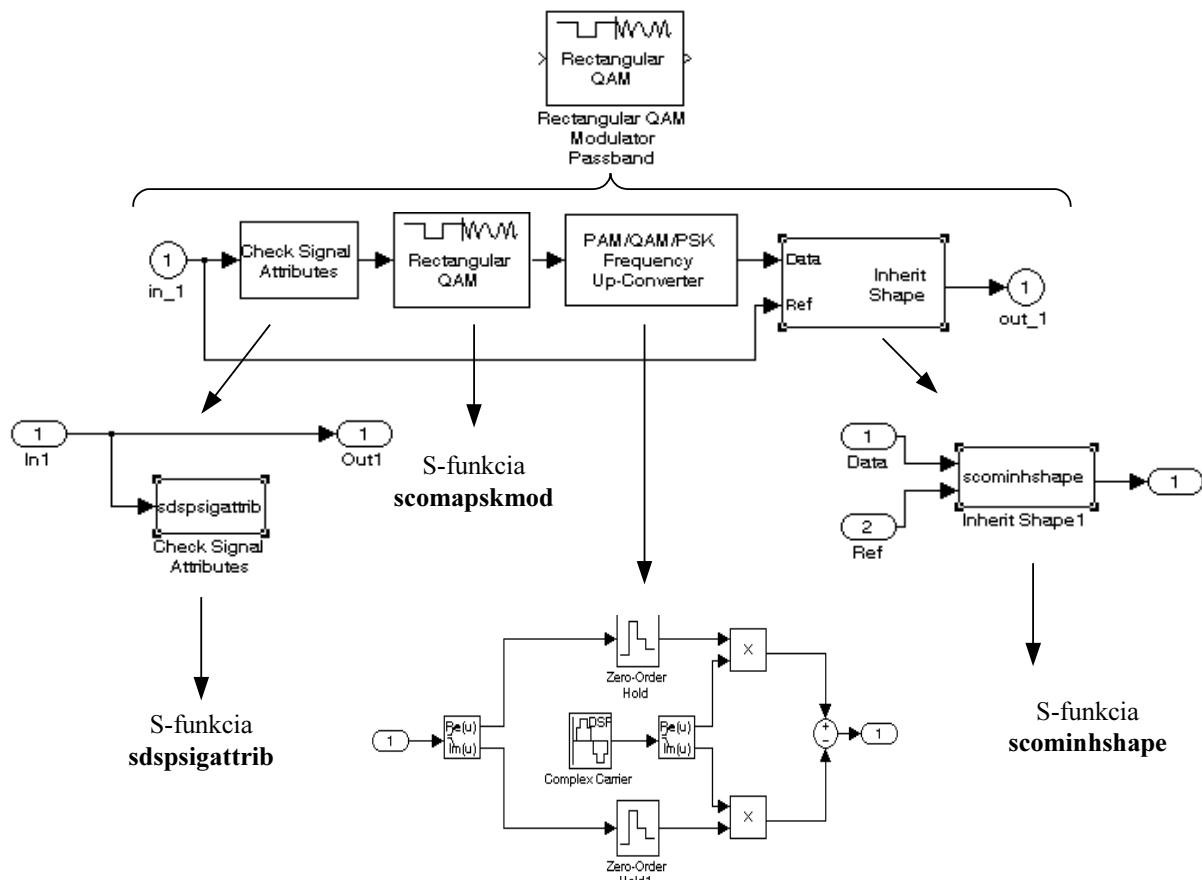 Rectangular
QAM
Rectangular QAM
Modulator
Passband
1
in_1
Check Signal
Attributes
Rectangular
QAM
PAM/QAM/PSK
Frequency
Up-Converter
Data
Ref
Inherit
Shape
1
out_1
1
In1
1
Out1
sdspsigattrib
Check Signal
Attributes
S-funkcia
sdspsigattrib
S-funkcia
scomapskmod
1
Data
2
Ref
scominhshape
Inherit Shape1
1
S-funkcia
scominhshape
1
Re(u)
Im(u)
Zero-Order
Hold
DSP
Complex Carrier
Re(u)
Im(u)
Zero-Order
Hold1
X
X
+
-
1